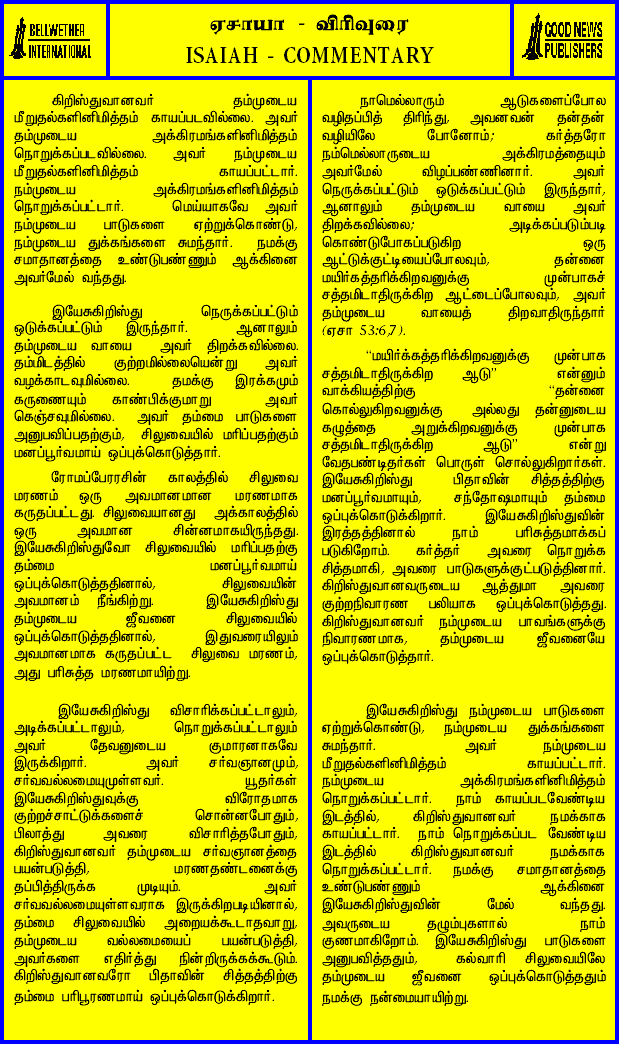 BELLWETHER
INTERNATIONAL
ஏசாயா - விரிவுரை
ISAIAH - COMMENTARY
GOOD NEWS
PUBLISHERS
கிறிஸ்துவானவர் தம்முடைய
மீறுதல்களினிமித்தம் காயப்படவில்லை. அவர்
தம்முடைய அக்கிரமங்களினிமித்தம்
நொறுக்கப்படவில்லை. அவர் நம்முடைய
மீறுதல்களினிமித்தம் காயப்பட்டார்.
நம்முடைய அக்கிரமங்களினிமித்தம்
நொறுக்கப்பட்டார். மெய்யாகவே அவர்
நம்முடைய பாடுகளை ஏற்றுக்கொண்டு,
நம்முடைய துக்கங்களை சுமந்தார். நமக்கு
சமாதானத்தை உண்டுபண்ணும் ஆக்கினை
அவர்மேல் வந்தது.
இயேசுகிறிஸ்து நெருக்கப்பட்டும்
ஒடுக்கப்பட்டும் இருந்தார். ஆனாலும்
தம்முடைய வாயை அவர் திறக்கவில்லை.
தம்மிடத்தில் குற்றமில்லையென்று அவர்
வழக்காடவுமில்லை. தமக்கு இரக்கமும்
கருணையும் காண்பிக்குமாறு அவர்
கெஞ்சவுமில்லை. அவர் தம்மை பாடுகளை
அனுபவிப்பதற்கும், சிலுவையில் மரிப்பதற்கும்
மனப்பூர்வமாய் ஒப்புக்கொடுத்தார்.
ரோமப்பேரரசின் காலத்தில் சிலுவை
மரணம் ஒரு அவமானமான மரணமாக
கருதப்பட்டது. சிலுவையானது அக்காலத்தில்
ஒரு அவமான சின்னமாகயிருந்தது.
இயேசுகிறிஸ்துவோ சிலுவையில் மரிப்பதற்கு
தம்மை மனப்பூர்வமாய்
ஒப்புக்கொடுத்ததினால், சிலுவையின்
அவமானம் நீங்கிற்று. இயேசுகிறிஸ்து
தம்முடைய ஜீவனை சிலுவையில்
ஒப்புக்கொடுத்ததினால், இதுவரையிலும்
அவமானமாக கருதப்பட்ட சிலுவை மரணம்,
அது பரிசுத்த மரணமாயிற்று.
இயேசுகிறிஸ்து விசாரிக்கப்பட்டாலும்,
அடிக்கப்பட்டாலும், நொறுக்கப்பட்டாலும்
அவர் தேவனுடைய குமாரனாகவே
இருக்கிறார். அவர் சர்வஞானமும்,
சர்வவல்லமையுமுள்ளவர். யூதர்கள்
இயேசுகிறிஸ்துவுக்கு விரோதமாக
குற்றச்சாட்டுக்களைச் சொன்னபோதும்,
பிலாத்து அவரை விசாரித்தபோதும்,
கிறிஸ்துவானவர் தம்முடைய சர்வஞானத்தை
பயன்படுத்தி, மரணதண்டனைக்கு
தப்பித்திருக்க முடியும். அவர்
சர்வவல்லமையுள்ளவராக இருக்கிறபடியினால்,
தம்மை சிலுவையில் அறையக்கூடாதவாறு,
தம்முடைய வல்லமையைப் பயன்படுத்தி,
அவர்களை எதிர்த்து நின்றிருக்கக்கூடும்.
கிறிஸ்துவானவரோ பிதாவின் சித்தத்திற்கு
தம்மை பரிபூரணமாய் ஒப்புக்கொடுக்கிறார்.
நாமெல்லாரும் ஆடுகளைப்போல
வழிதப்பித் திரிந்து, அவனவன் தன்தன்
வழியிலே போனோம்; கர்த்தரோ
நம்மெல்லாருடைய அக்கிரமத்தையும்
அவர்மேல் விழப்பண்ணினார். அவர்
நெருக்கப்பட்டும் ஒடுக்கப்பட்டும் இருந்தார்,
ஆனாலும் தம்முடைய வாயை அவர்
திறக்கவில்லை; அடிக்கப்படும்படி
கொண்டுபோகப்படுகிற ஒரு
ஆட்டுக்குட்டியைப்போலவும், தன்னை
மயிர்கத்தரிக்கிறவனுக்கு முன்பாகச்
சத்தமிடாதிருக்கிற ஆட்டைப்போலவும், அவர்
தம்முடைய வாயைத் திறவாதிருந்தார்
(ஏசா 53:6,7).
“மயிர்க்கத்தரிக்கிறவனுக்கு முன்பாக
சத்தமிடாதிருக்கிற ஆடு” என்னும்
வாக்கியத்திற்கு “தன்னை
கொல்லுகிறவனுக்கு அல்லது தன்னுடைய
கழுத்தை அறுக்கிறவனுக்கு முன்பாக
சத்தமிடாதிருக்கிற ஆடு” என்று
வேதபண்டிதர்கள் பொருள் சொல்லுகிறார்கள்.
இயேசுகிறிஸ்து பிதாவின் சித்தத்திற்கு
மனப்பூர்வமாயும், சந்தோஷமாயும் தம்மை
ஒப்புக்கொடுக்கிறார். இயேசுகிறிஸ்துவின்
இரத்தத்தினால் நாம் பரிசுத்தமாக்கப்
படுகிறோம். கர்த்தர் அவரை நொறுக்க
சித்தமாகி, அவரை பாடுகளுக்குட்படுத்தினார்.
கிறிஸ்துவானவருடைய ஆத்துமா அவரை
குற்றநிவாரண பலியாக ஒப்புக்கொடுத்தது.
கிறிஸ்துவானவர் நம்முடைய பாவங்களுக்கு
நிவாரணமாக, தம்முடைய ஜீவனையே
ஒப்புக்கொடுத்தார்.
இயேசுகிறிஸ்து நம்முடைய பாடுகளை
ஏற்றுக்கொண்டு, நம்முடைய துக்கங்களை
சுமந்தார். அவர் நம்முடைய
மீறுதல்களினிமித்தம் காயப்பட்டார்.
நம்முடைய அக்கிரமங்களினிமித்தம்
நொறுக்கப்பட்டார். நாம் காயப்படவேண்டிய
இடத்தில், கிறிஸ்துவானவர் நமக்காக
காயப்பட்டார். நாம் நொறுக்கப்பட வேண்டிய
இடத்தில் கிறிஸ்துவானவர் நமக்காக
நொறுக்கப்பட்டார். நமக்கு சமாதானத்தை
உண்டுபண்ணும் ஆக்கினை
இயேசுகிறிஸ்துவின் மேல் வந்தது.
அவருடைய தழும்புகளால் நாம்
குணமாகிறோம். இயேசுகிறிஸ்து பாடுகளை
அனுபவித்ததும், கல்வாரி சிலுவையிலே
தம்முடைய ஜீவனை ஒப்புக்கொடுத்ததும்
நமக்கு நன்மையாயிற்று.